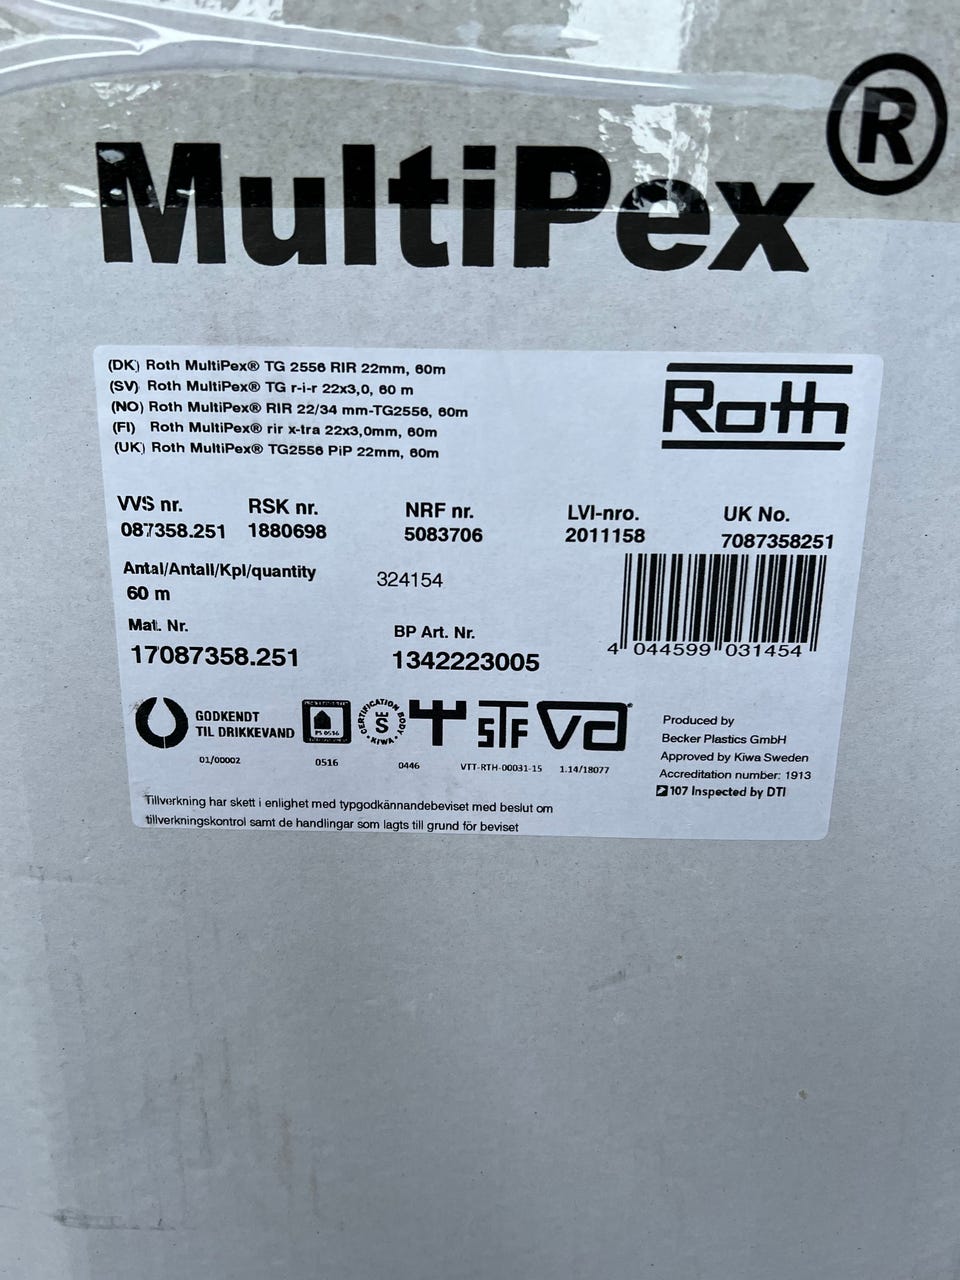 MultiPex®
(DK) Roth MultiPex® TG 2556 RIR 22mm, 60m
(SV) Roth MultiPex® TG r-i-r 22x3,0, 60 m
(NO) Roth MultiPex® RIR 22/34 mm-TG2556, 60m
(FI) Roth MultiPex® rir x-tra 22x3,0mm, 60m
(UK) Roth MultiPex® TG2556 PiP 22mm, 60m
Roth
VVS nr. RSK nr. NRF nr. LVI-nro. UK No.
087358.251 1880698 5083706 2011158 7087358251
Antal/Antall/Kpl/quantity 324154
60 m
4 044599 031454
Mat. Nr. BP Art. Nr.
17087358.251 1342223005
GODKENDT
TIL DRIKKEVAND
PS 0516
CERTIFICATION BODY
KIWA
STF
01/00002 0516 0446 VTT-RTH-00031-15 1.14/18077
Produced by
Becker Plastics GmbH
Approved by Kiwa Sweden
Accreditation number: 1913
107 Inspected by DTI
Tillverkning har skett i enlighet med typgodkännandebeviset med beslut om
tillverkningskontrol samt de handlingar som lagts till grund för beviset